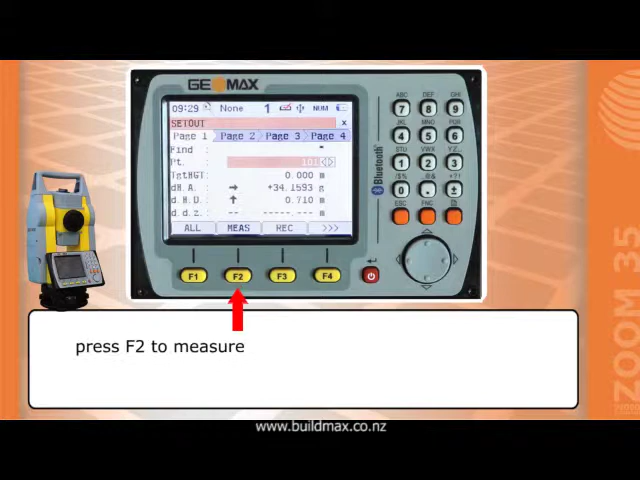 GEOMAX
09:29 None 1 NUM
SETOUT x
Page 1 Page 2 Page 3 Page 4
Find : -
Pt. : 101
TgtHGT: 0.000 m
dH.A. : → +34.1593 g
d.H.D.: ↑ 0.710 m
d.d.Z.: -- -----.--- m
ALL MEAS REC >>>
F1 F2 F3 F4
Bluetooth
ABC DEF GHI
7 8 9
JKL MNO PQR
4 5 6
STU VWX YZ
1 2 3
/$% @& +?!
0 . ±
ESC FNC
press F2 to measure
www.buildmax.co.nz
ZOOM 35